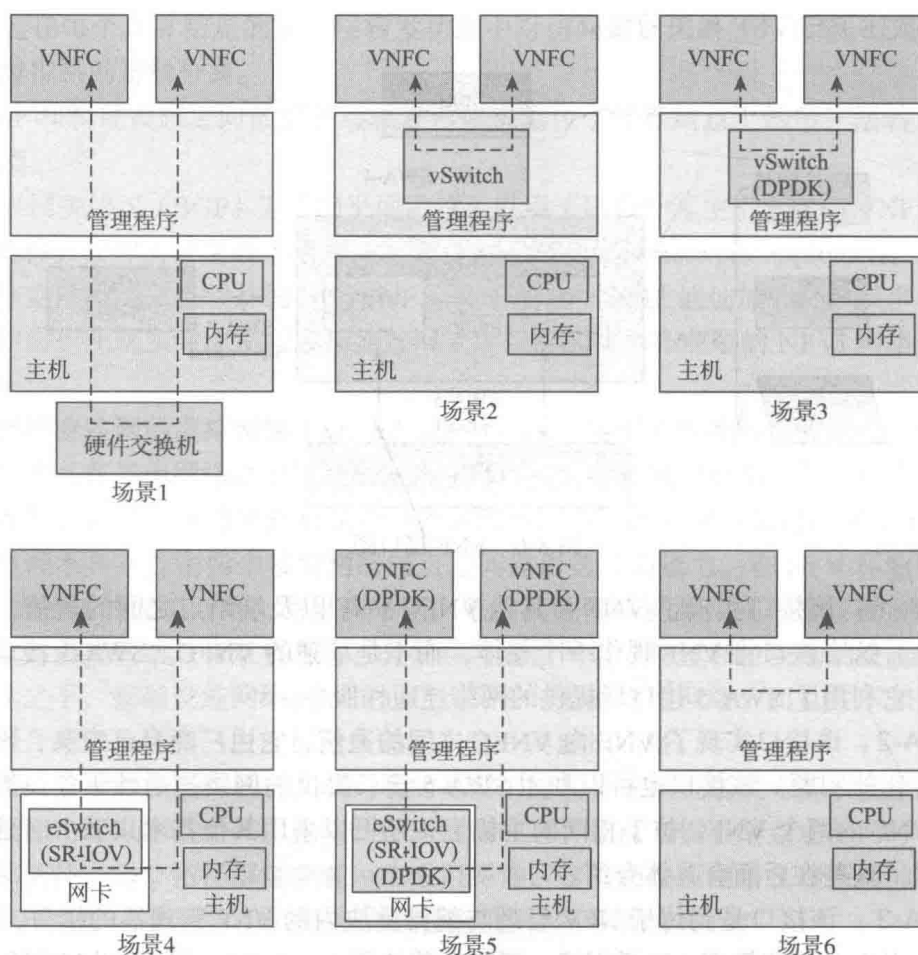 VNFC VNFC
管理程序
CPU
内存
主机
硬件交换机
场景1
VNFC VNFC
vSwitch
管理程序
CPU
内存
主机
场景2
VNFC VNFC
vSwitch
(DPDK)
管理程序
CPU
内存
主机
场景3
VNFC VNFC
管理程序
eSwitch
(SR-IOV)
网卡
CPU
内存
主机
场景4
VNFC
(DPDK)
VNFC
(DPDK)
管理程序
eSwitch
(SR-IOV)
(DPDK)
网卡
CPU
内存
主机
场景5
VNFC VNFC
管理程序
CPU
内存
主机
场景6